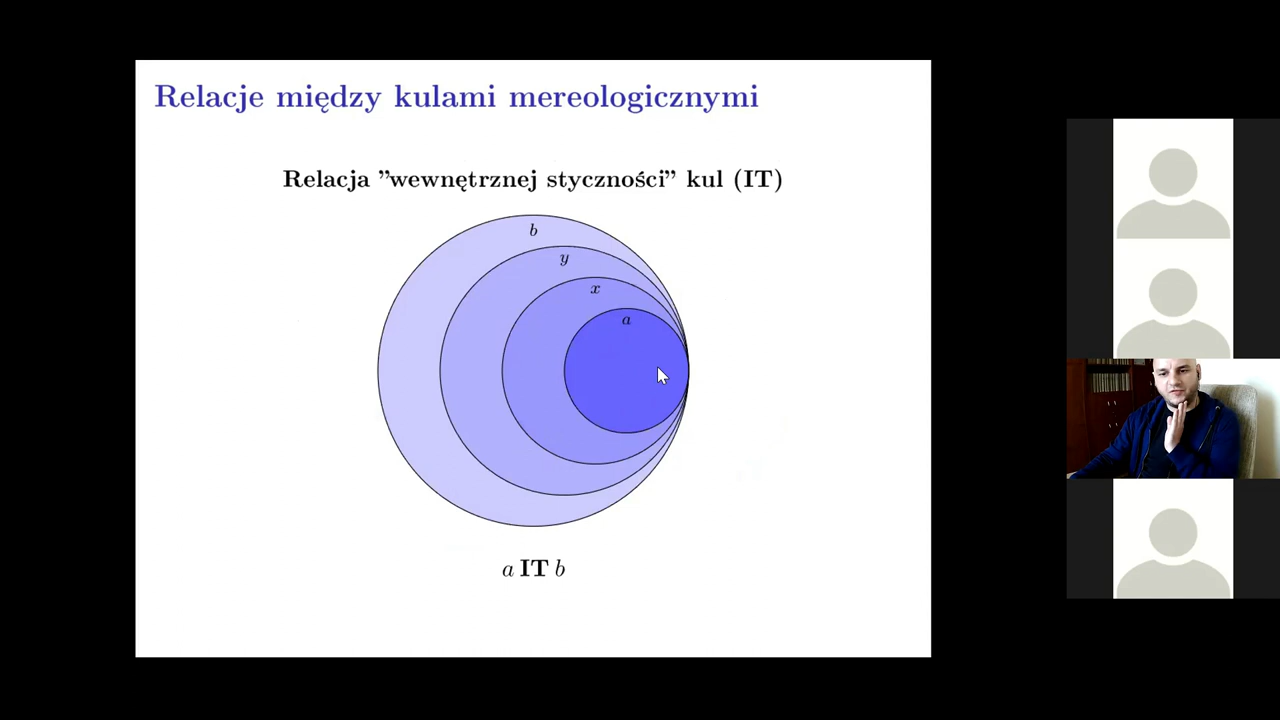 Relacje między kulami mereologicznymi
Relacja ”wewnętrznej styczności” kul (IT)
b
y
x
a
a IT b